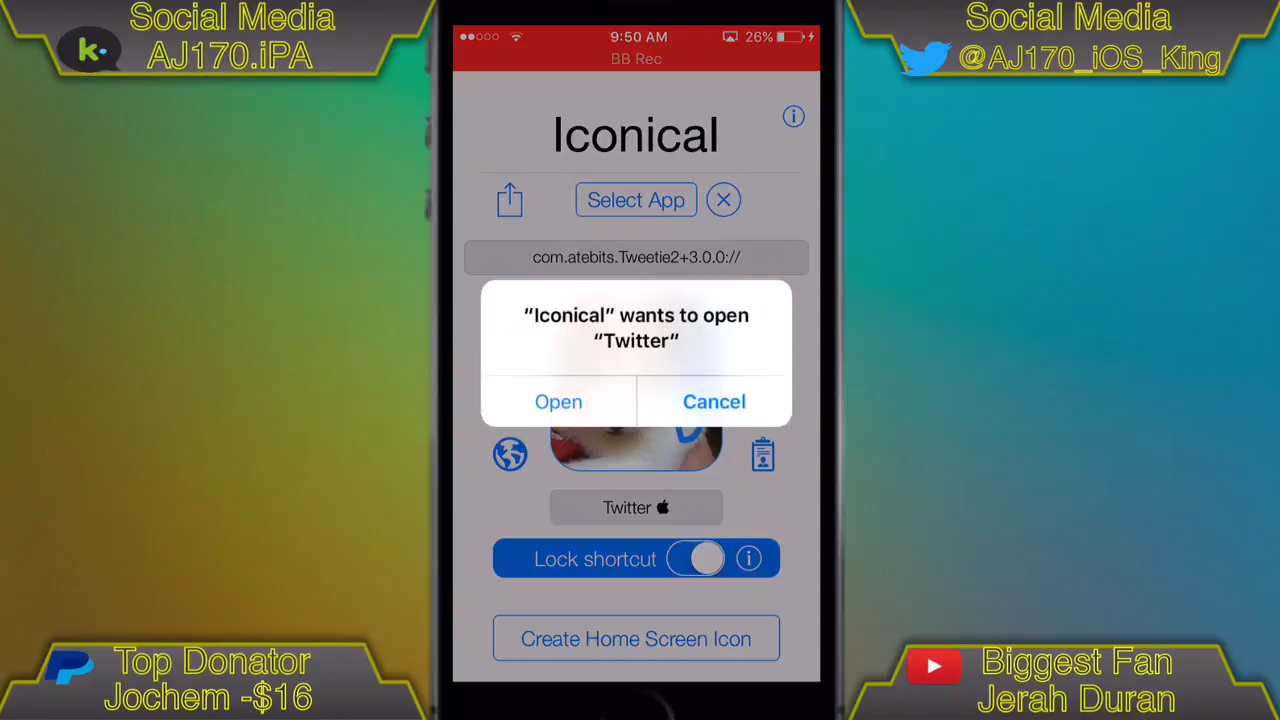 Social Media
AJ170.iPA
Social Media
@AJ170_iOS_King
9:50 AM
26%
BB Rec
Iconical
Select App
com.atebits.Tweetie2+3.0.0://
“Iconical” wants to open
“Twitter”
Open
Cancel
Twitter
Lock shortcut
Create Home Screen Icon
Top Donator
Jochem -$16
Biggest Fan
Jerah Duran